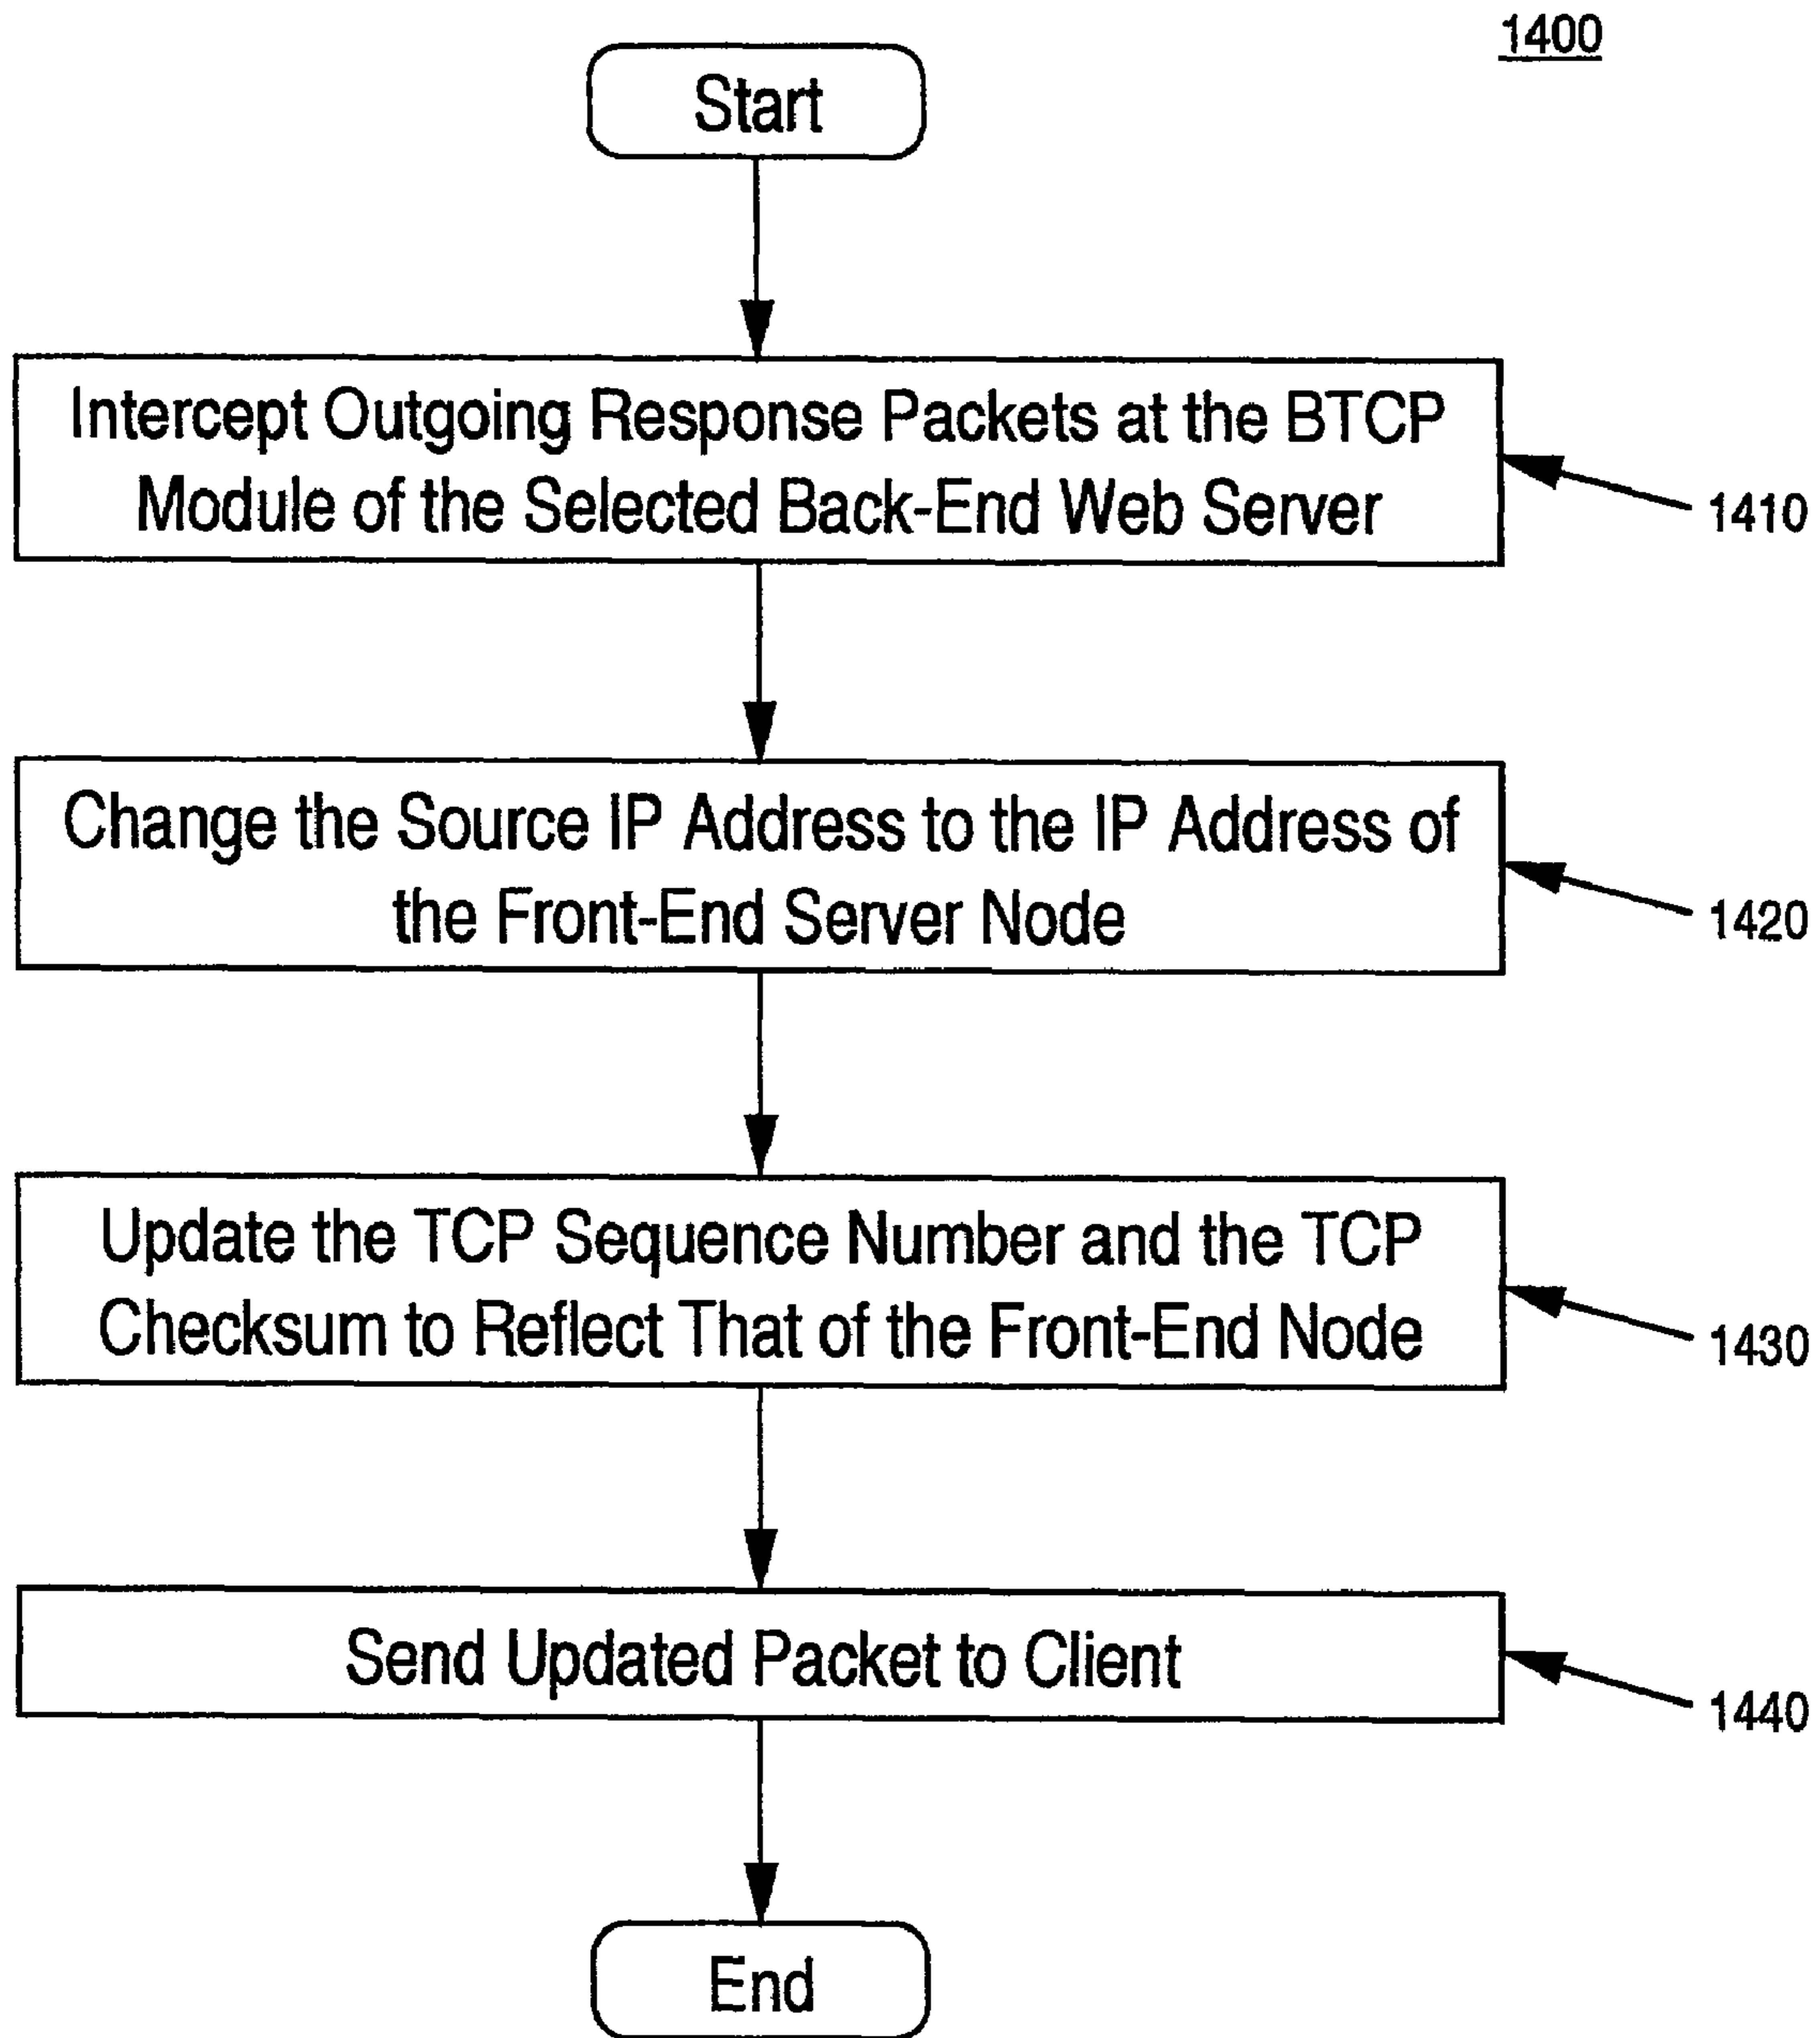 1400
Start
Intercept Outgoing Response Packets at the BTCP
Module of the Selected Back-End Web Server
1410
Change the Source IP Address to the IP Address of
the Front-End Server Node
1420
Update the TCP Sequence Number and the TCP
Checksum to Reflect That of the Front-End Node
1430
Send Updated Packet to Client
1440
End